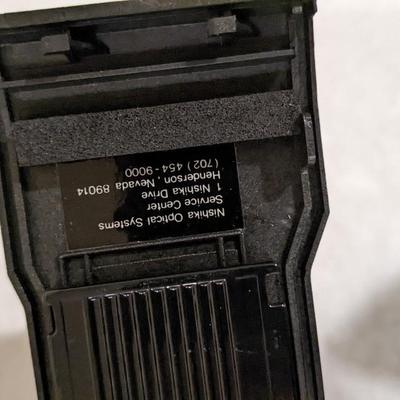 Nishika Optical Systems
Service Center
1 Nishika Drive
Henderson , Nevada 89014
(702) 454-9000